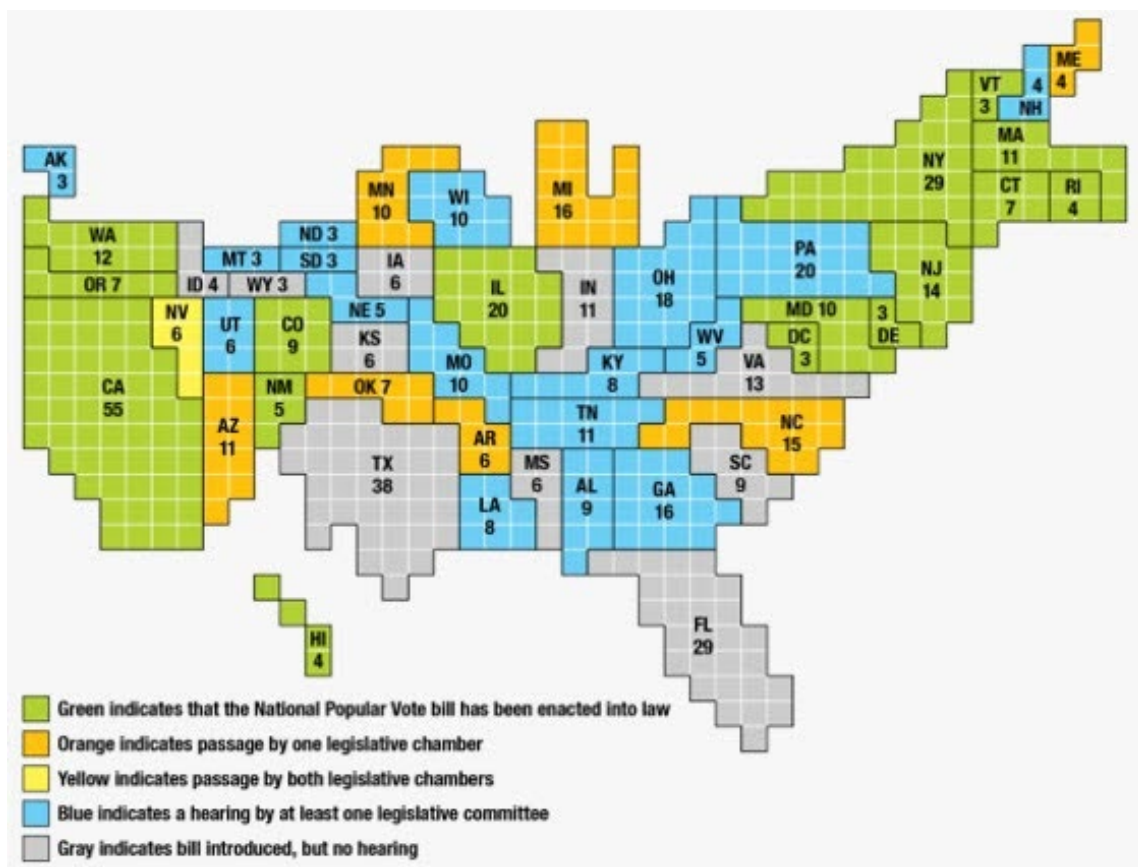 ME
4
VT
3
4
NH
MA
11
NY
29
CT
7
RI
4
AK
3
MN
10
WI
10
MI
16
WA
12
ND 3
MT 3
SD 3
IA
6
OR 7
ID 4
WY 3
IL
20
IN
11
OH
18
PA
20
NJ
14
NV
6
UT
6
CO
9
NE 5
KS
6
MO
10
KY
8
WV
5
VA
13
MD 10
DC
3
3
DE
CA
55
AZ
11
NM
5
OK 7
AR
6
TN
11
NC
15
TX
38
LA
8
MS
6
AL
9
GA
16
SC
9
FL
29
HI
4
Green indicates that the National Popular Vote bill has been enacted into law
Orange indicates passage by one legislative chamber
Yellow indicates passage by both legislative chambers
Blue indicates a hearing by at least one legislative committee
Gray indicates bill introduced, but no hearing